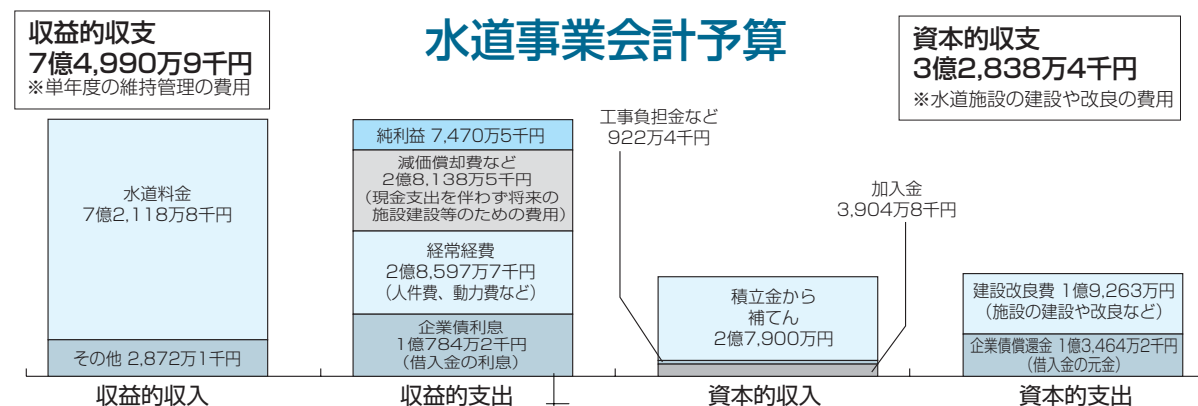 水道事業会計予算
収益的収支
7億4,990万9千円
※単年度の維持管理の費用
資本的収支
3億2,838万4千円
※水道施設の建設や改良の費用
水道料金
7億2,118万8千円
その他 2,872万1千円
収益的収入
純利益 7,470万5千円
減価償却費など
2億8,138万5千円
(現金支出を伴わず将来の
施設建設等のための費用)
経常経費
2億8,597万7千円
(人件費、動力費など)
企業債利息
1億784万2千円
(借入金の利息)
収益的支出
工事負担金など
922万4千円
加入金
3,904万8千円
積立金から
補てん
2億7,900万円
資本的収入
建設改良費 1億9,263万円
(施設の建設や改良など)
企業債償還金 1億3,464万2千円
(借入金の元金)
資本的支出